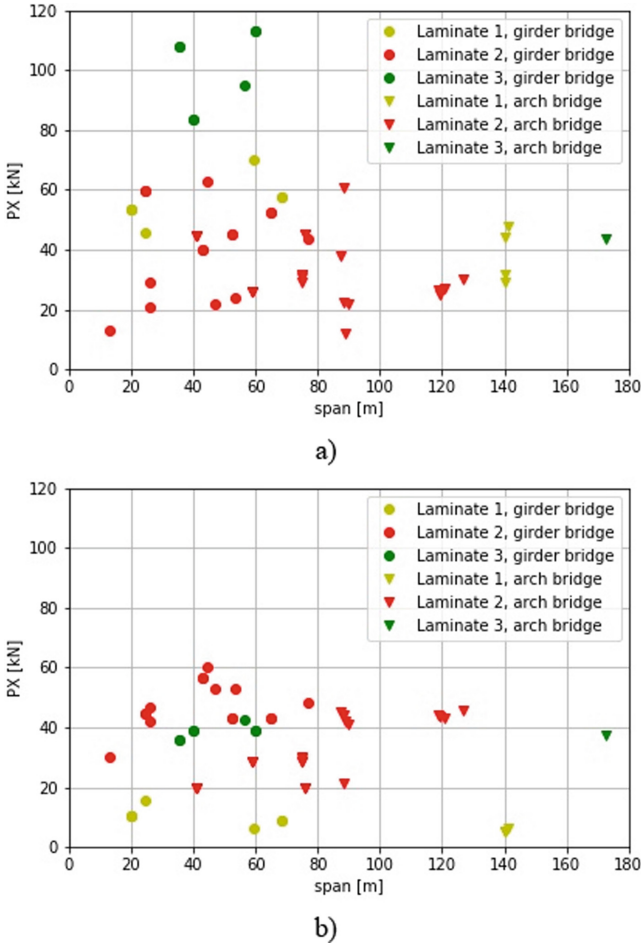 120
100
80
60
40
20
0
PX [kN]
Laminate 1, girder bridge
Laminate 2, girder bridge
Laminate 3, girder bridge
Laminate 1, arch bridge
Laminate 2, arch bridge
Laminate 3, arch bridge
0 20 40 60 80 100 120 140 160 180
span [m]
a)
120
100
80
60
40
20
0
PX [kN]
Laminate 1, girder bridge
Laminate 2, girder bridge
Laminate 3, girder bridge
Laminate 1, arch bridge
Laminate 2, arch bridge
Laminate 3, arch bridge
0 20 40 60 80 100 120 140 160 180
span [m]
b)